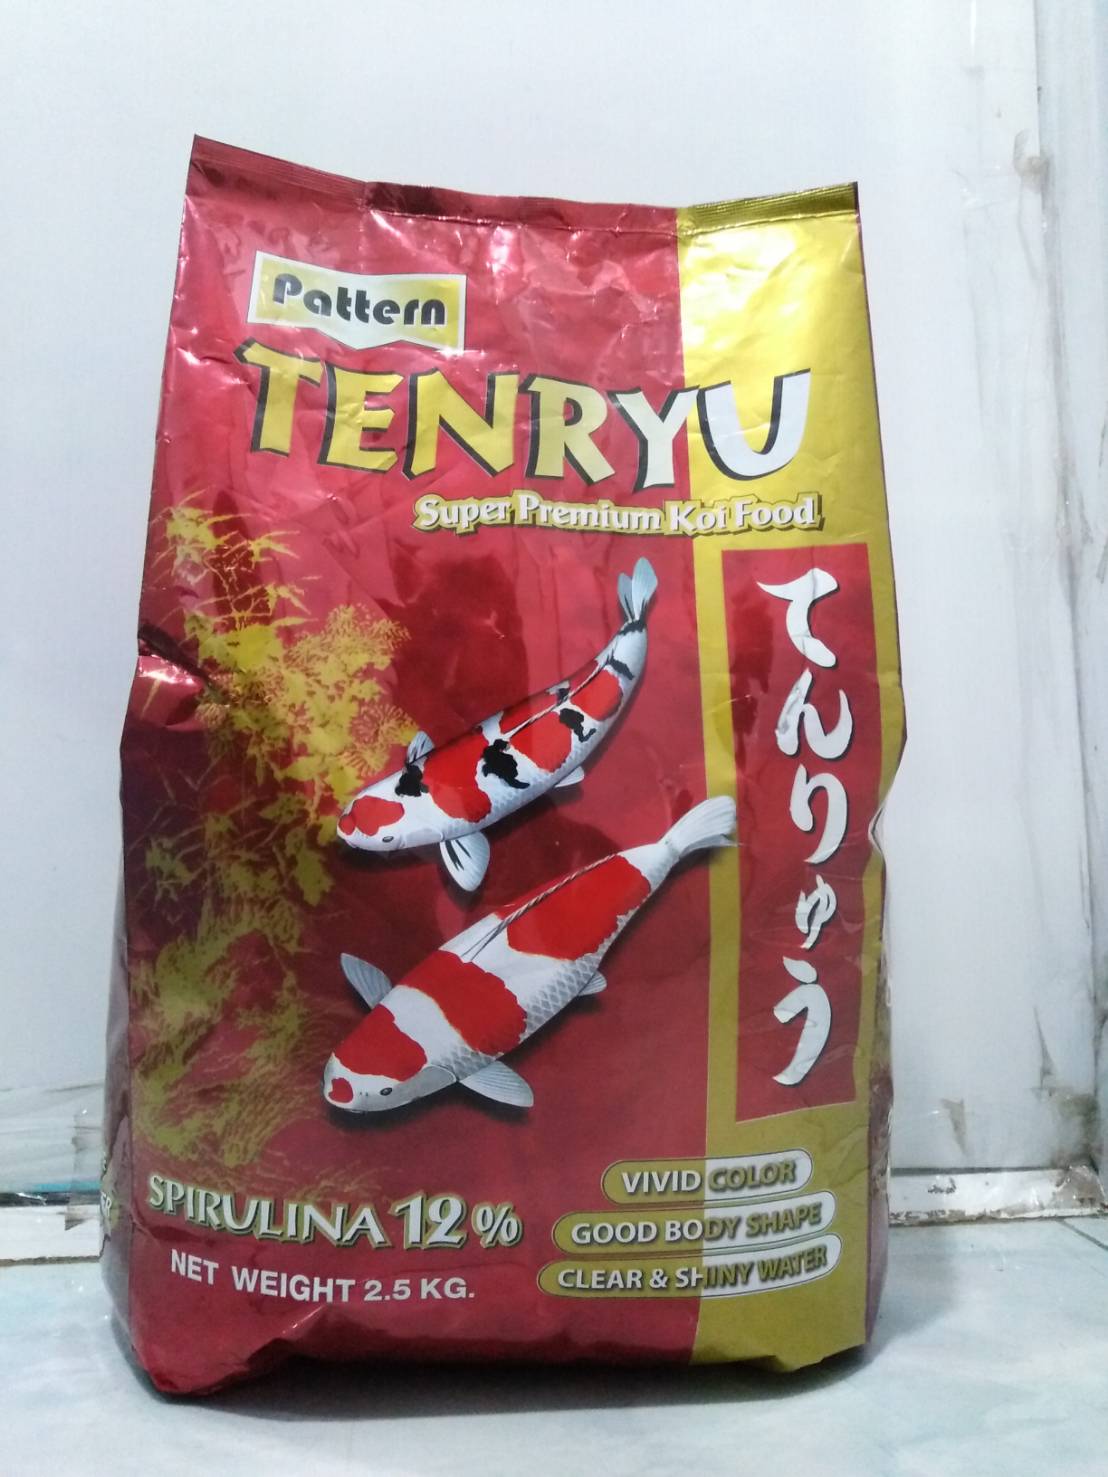 Pattern
TENRYU
Super Premium Koi Food
てんりゅう
VIVID COLOR
GOOD BODY SHAPE
CLEAR & SHINY WATER
SPIRULINA 12%
NET WEIGHT 2.5 KG.